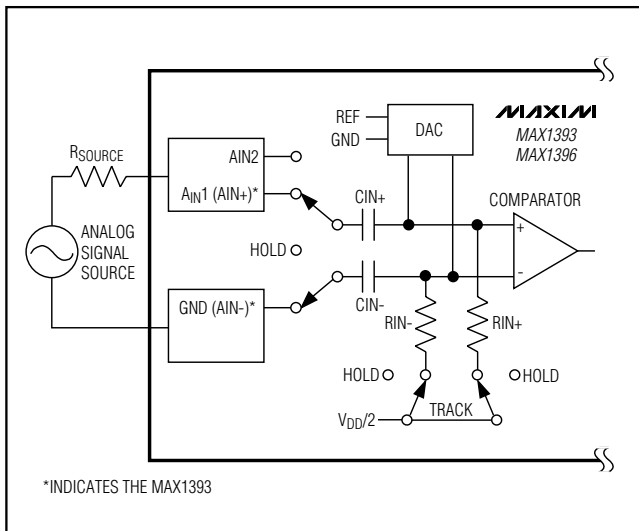 REF
GND
DAC
MAXIM
MAX1393
MAX1396
RSOURCE
AIN2
AIN1 (AIN+)*
CIN+
COMPARATOR
+
-
ANALOG
SIGNAL
SOURCE
HOLD
GND (AIN-)*
CIN-
RIN-
RIN+
HOLD
HOLD
VDD/2
TRACK
*INDICATES THE MAX1393